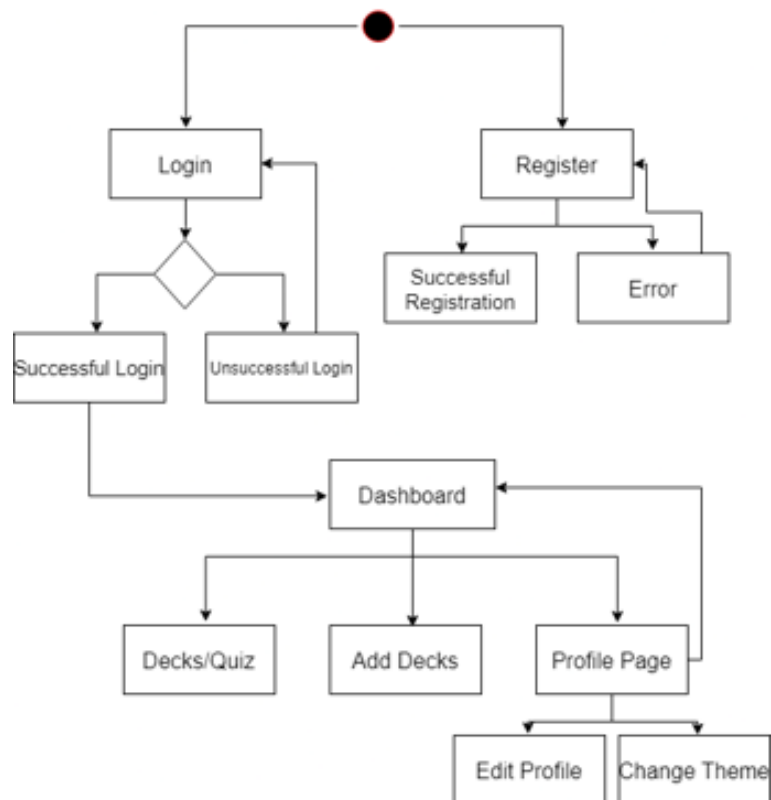 Login
Register
Successful
Registration
Error
Successful Login
Unsuccessful Login
Dashboard
Decks/Quiz
Add Decks
Profile Page
Edit Profile
Change Theme